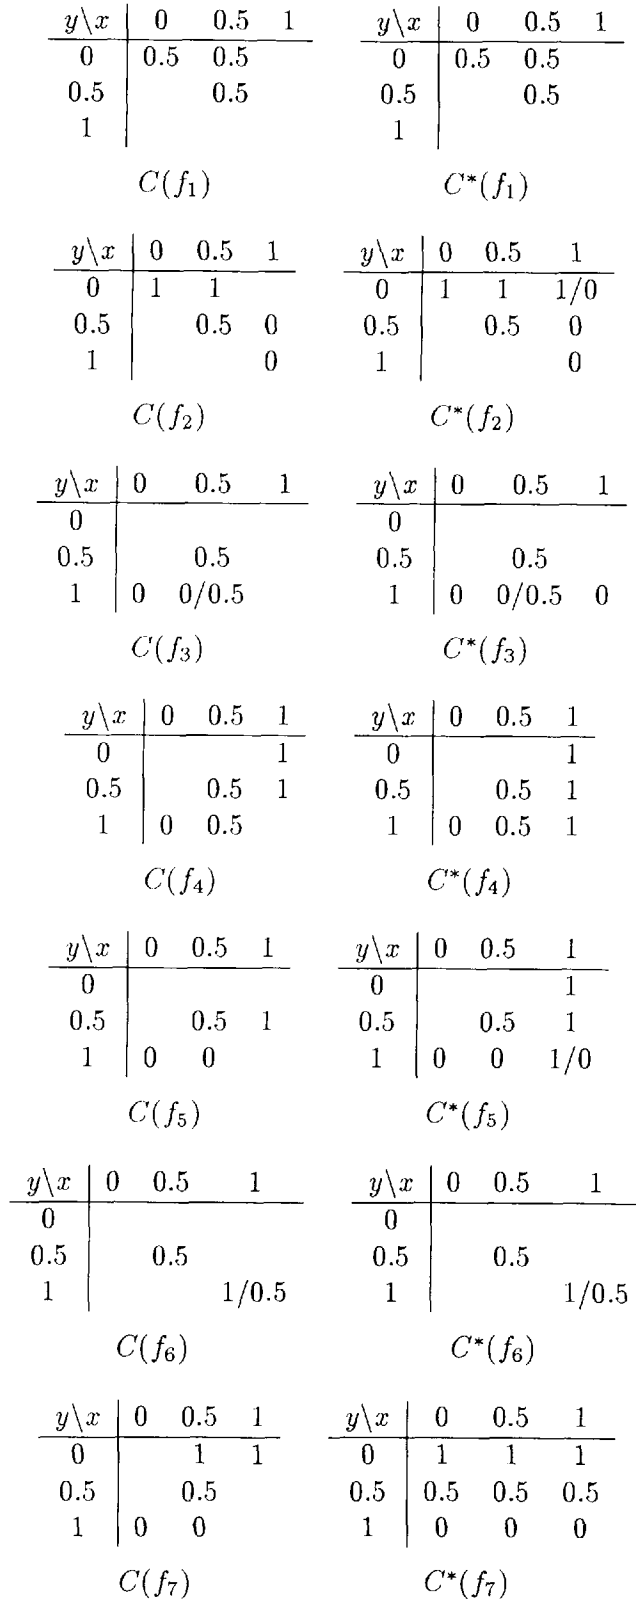 y\x 0 0.5 1 y\x 0 0.5 1
0 0.5 0.5 0 0.5 0.5
0.5 0.5 0.5 0.5
1 1
C(f₁) C*(f₁)
y\x 0 0.5 1 y\x 0 0.5 1
0 1 1 0 1 1 1/0
0.5 0.5 0 0.5 0.5 0
1 0 1 0
C(f₂) C*(f₂)
y\x 0 0.5 1 y\x 0 0.5 1
0 0
0.5 0.5 0.5 0.5
1 0 0/0.5 1 0 0/0.5 0
C(f₃) C*(f₃)
y\x 0 0.5 1 y\x 0 0.5 1
0 1 0 1
0.5 0.5 1 0.5 0.5 1
1 0 0.5 1 0 0.5 1
C(f₄) C*(f₄)
y\x 0 0.5 1 y\x 0 0.5 1
0 0 1
0.5 0.5 1 0.5 0.5 1
1 0 0 1 0 0 1/0
C(f₅) C*(f₅)
y\x 0 0.5 1 y\x 0 0.5 1
0 0
0.5 0.5 0.5 0.5
1 1/0.5 1 1/0.5
C(f₆) C*(f₆)
y\x 0 0.5 1 y\x 0 0.5 1
0 1 1 0 1 1 1
0.5 0.5 0.5 0.5 0.5 0.5
1 0 0 1 0 0 0
C(f₇) C*(f₇)